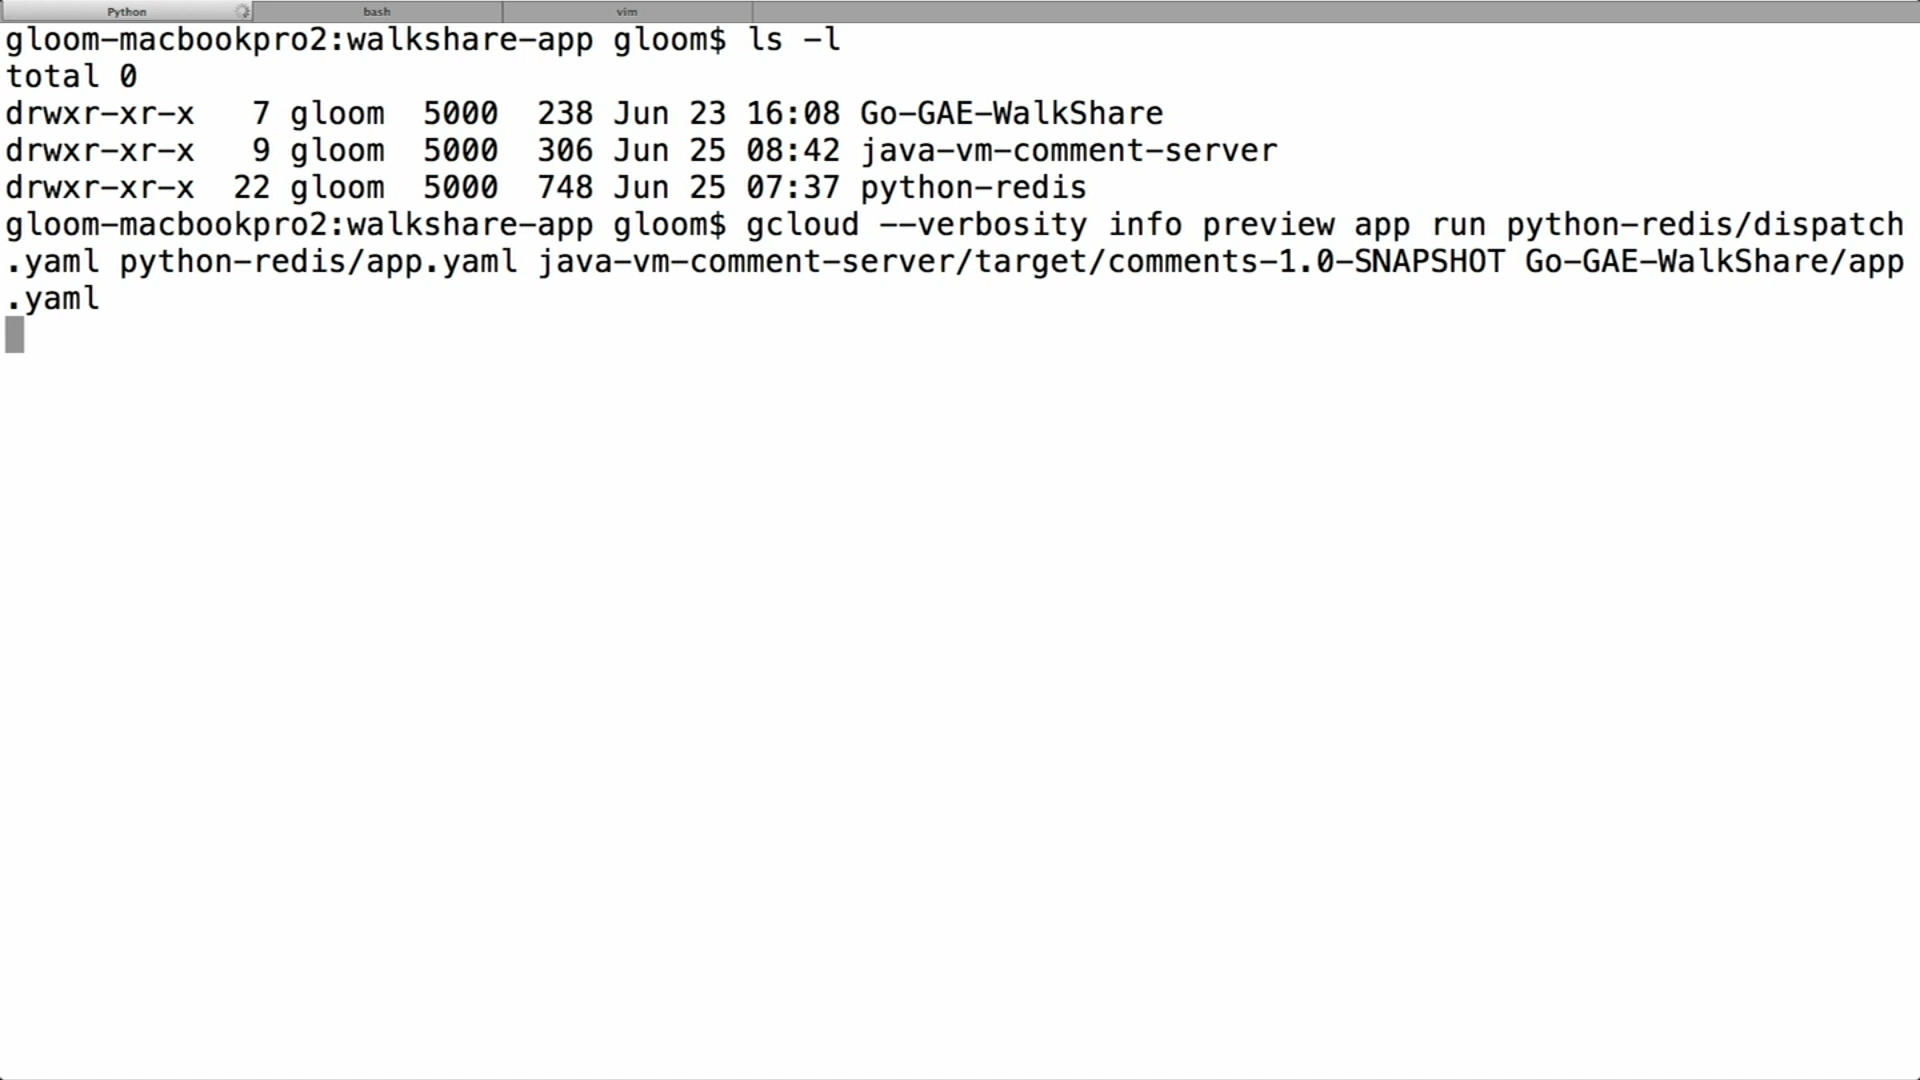 Python bash vim
gloom-macbookpro2:walkshare-app gloom$ ls -l
total 0
drwxr-xr-x   7 gloom  5000  238 Jun 23 16:08 Go-GAE-WalkShare
drwxr-xr-x   9 gloom  5000  306 Jun 25 08:42 java-vm-comment-server
drwxr-xr-x  22 gloom  5000  748 Jun 25 07:37 python-redis
gloom-macbookpro2:walkshare-app gloom$ gcloud --verbosity info preview app run python-redis/dispatch
.yaml python-redis/app.yaml java-vm-comment-server/target/comments-1.0-SNAPSHOT Go-GAE-WalkShare/app
.yaml